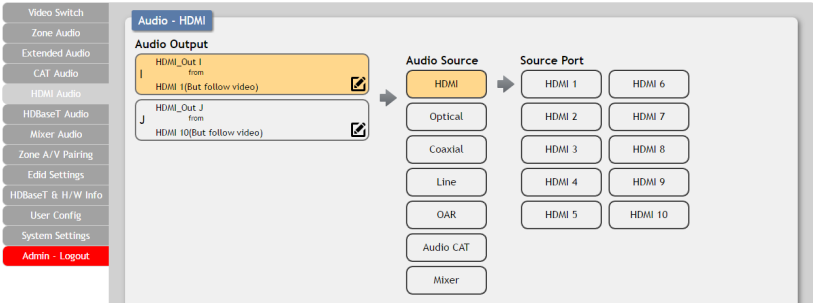 Video Switch
Zone Audio
Extended Audio
CAT Audio
HDMI Audio
HDBaseT Audio
Mixer Audio
Zone A/V Pairing
Edid Settings
HDBaseT & H/W Info
User Config
System Settings
Admin - Logout
Audio - HDMI
Audio Output
HDMI_Out I
from
I
HDMI 1(But follow video)
HDMI_Out J
from
J
HDMI 10(But follow video)
Audio Source
HDMI
Optical
Coaxial
Line
OAR
Audio CAT
Mixer
Source Port
HDMI 1 HDMI 6
HDMI 2 HDMI 7
HDMI 3 HDMI 8
HDMI 4 HDMI 9
HDMI 5 HDMI 10